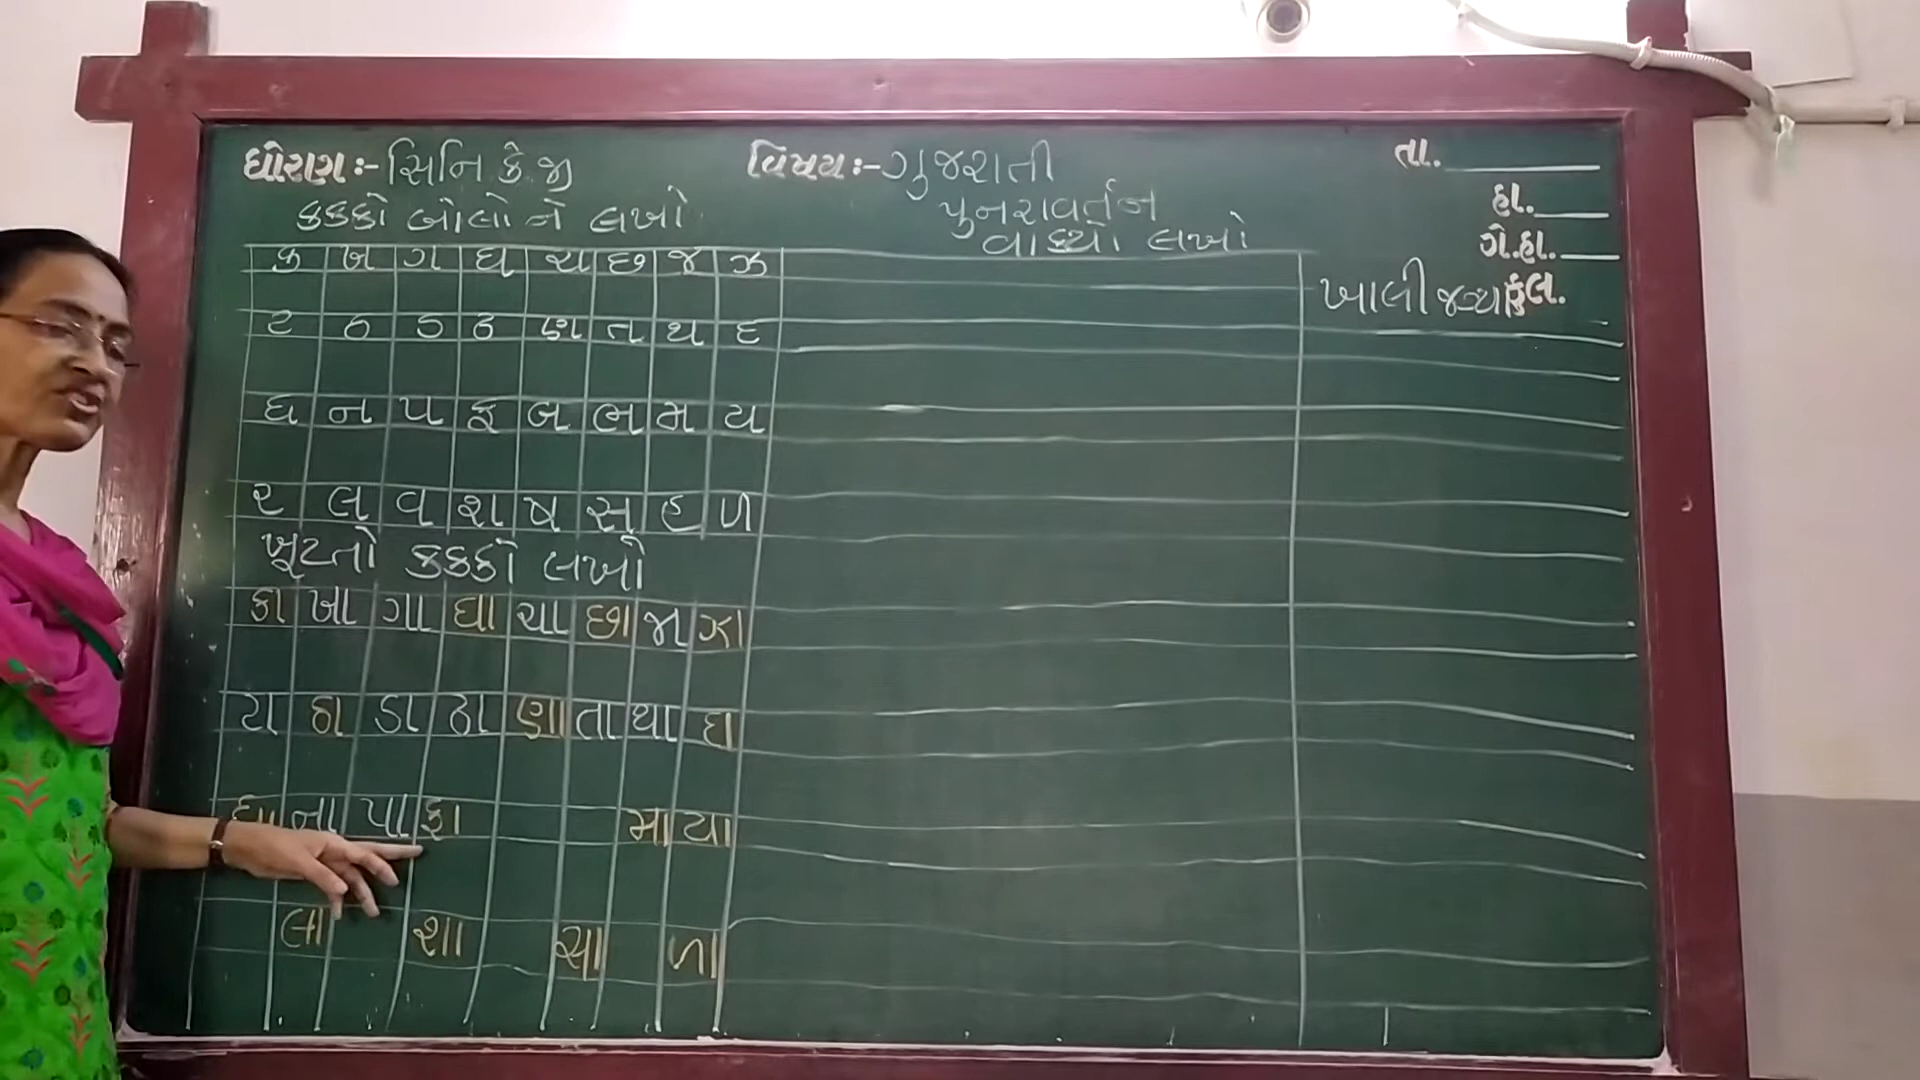 ધોરણ:- સિનિ કે.જી
વિષય:- ગુજરાતી
તા.
કક્કો બોલો ને લખો
પુનરાવર્તન
હા.
વાક્યો લખો
ગે.હા.
ક ખ ગ ઘ ચ છ જ ઝ
ખાલી જગ્યા
કુલ.
ટ ઠ ડ ઢ ણ ત થ દ
ધ ન પ ફ બ ભ મ ય
ર લ વ શ ષ સ હ ળ
ખૂટતો કક્કો લખો
કા ખા ગા ઘા ચા છા જા ઝા
ટા ઠા ડા ઢા ણા તા થા દા
ધા ના પા ફા મા યા
લા શા સા ળા